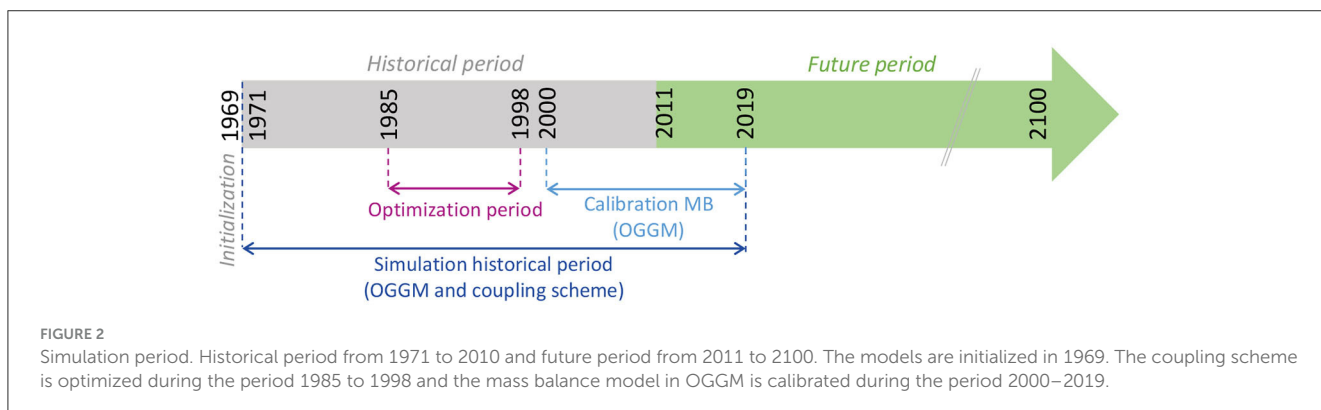 Historical period
Future period
1969
1971
1985
1998
2000
2011
2019
2100
Initialization
Optimization period
Calibration MB
(OGGM)
Simulation historical period
(OGGM and coupling scheme)
FIGURE 2
Simulation period. Historical period from 1971 to 2010 and future period from 2011 to 2100. The models are initialized in 1969. The coupling scheme
is optimized during the period 1985 to 1998 and the mass balance model in OGGM is calibrated during the period 2000–2019.